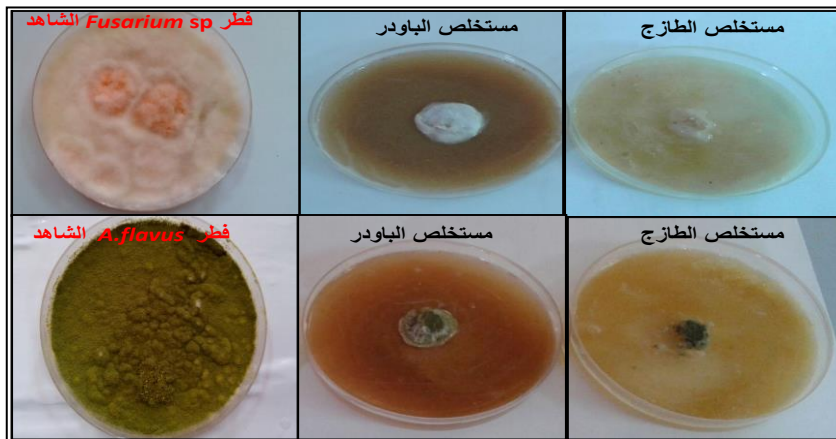 فطر Fusarium sp الشاهد
مستخلص الباودر
مستخلص الطازج
فطر A.flavus الشاهد
مستخلص الباودر
مستخلص الطازج